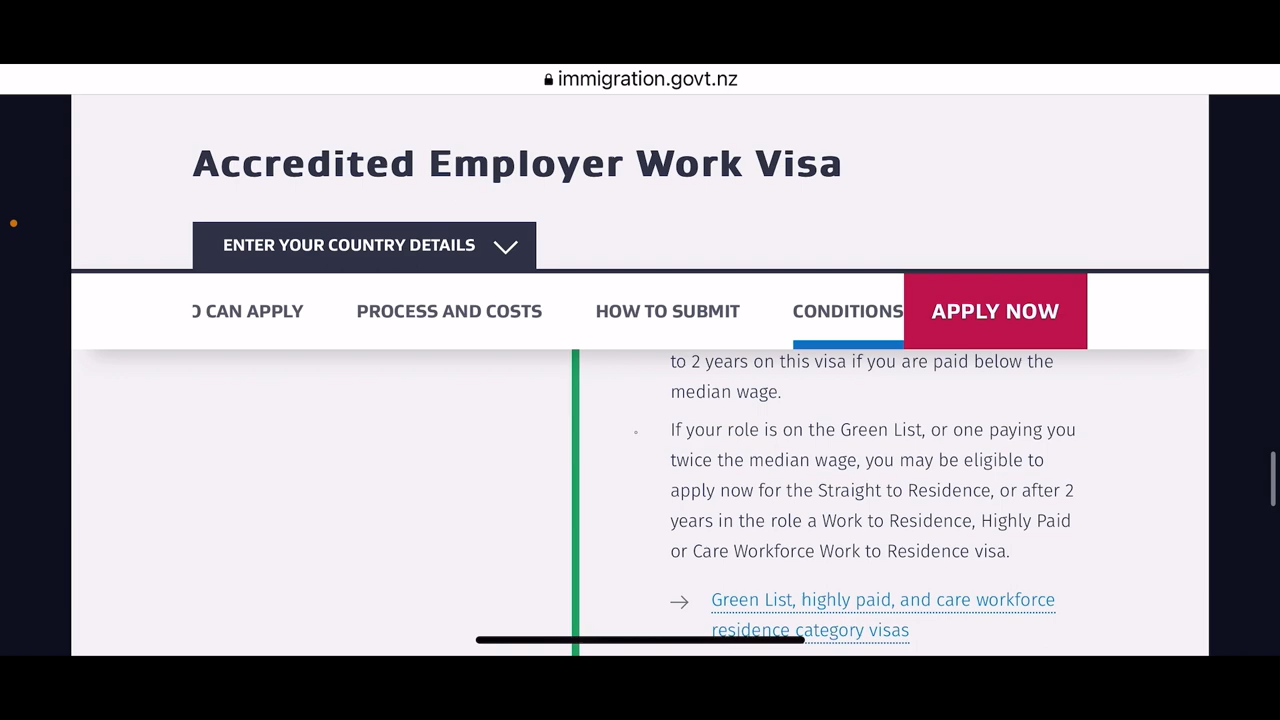 immigration.govt.nz
Accredited Employer Work Visa
ENTER YOUR COUNTRY DETAILS
O CAN APPLY PROCESS AND COSTS HOW TO SUBMIT CONDITIONS APPLY NOW
to 2 years on this visa if you are paid below the
median wage.
If your role is on the Green List, or one paying you
twice the median wage, you may be eligible to
apply now for the Straight to Residence, or after 2
years in the role a Work to Residence, Highly Paid
or Care Workforce Work to Residence visa.
Green List, highly paid, and care workforce
residence category visas